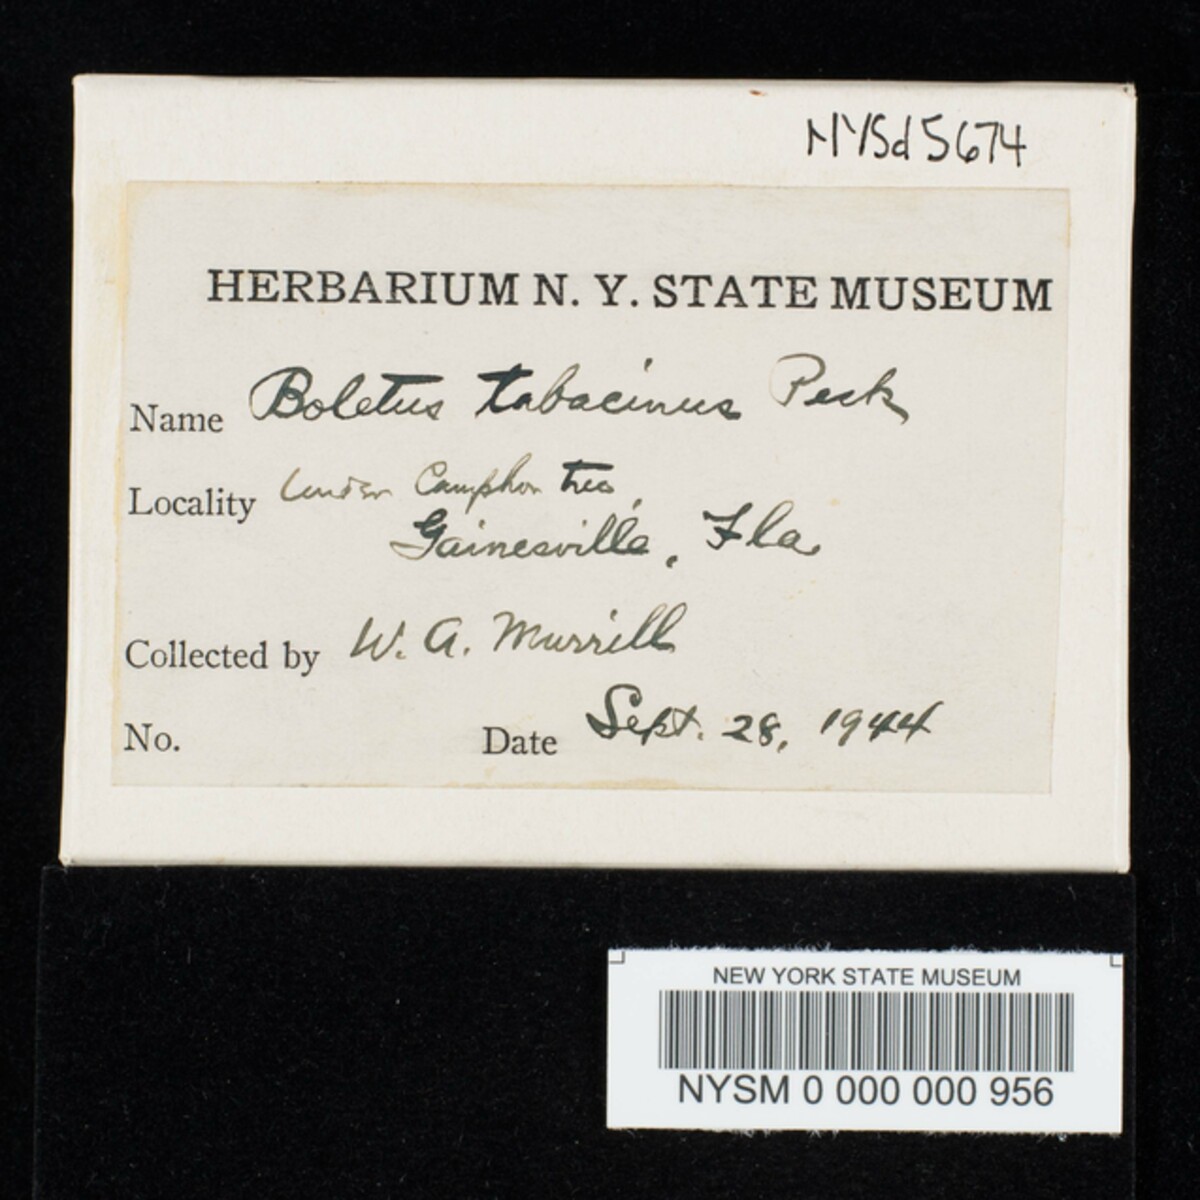 NYSd 5674
HERBARIUM N. Y. STATE MUSEUM
Name Boletus tabacinus Peck
Locality Under Camphor tree,
Gainesville, Fla.
Collected by W. A. Murrill
No. Date Sept. 28, 1944
NEW YORK STATE MUSEUM
NYSM 0 000 000 956